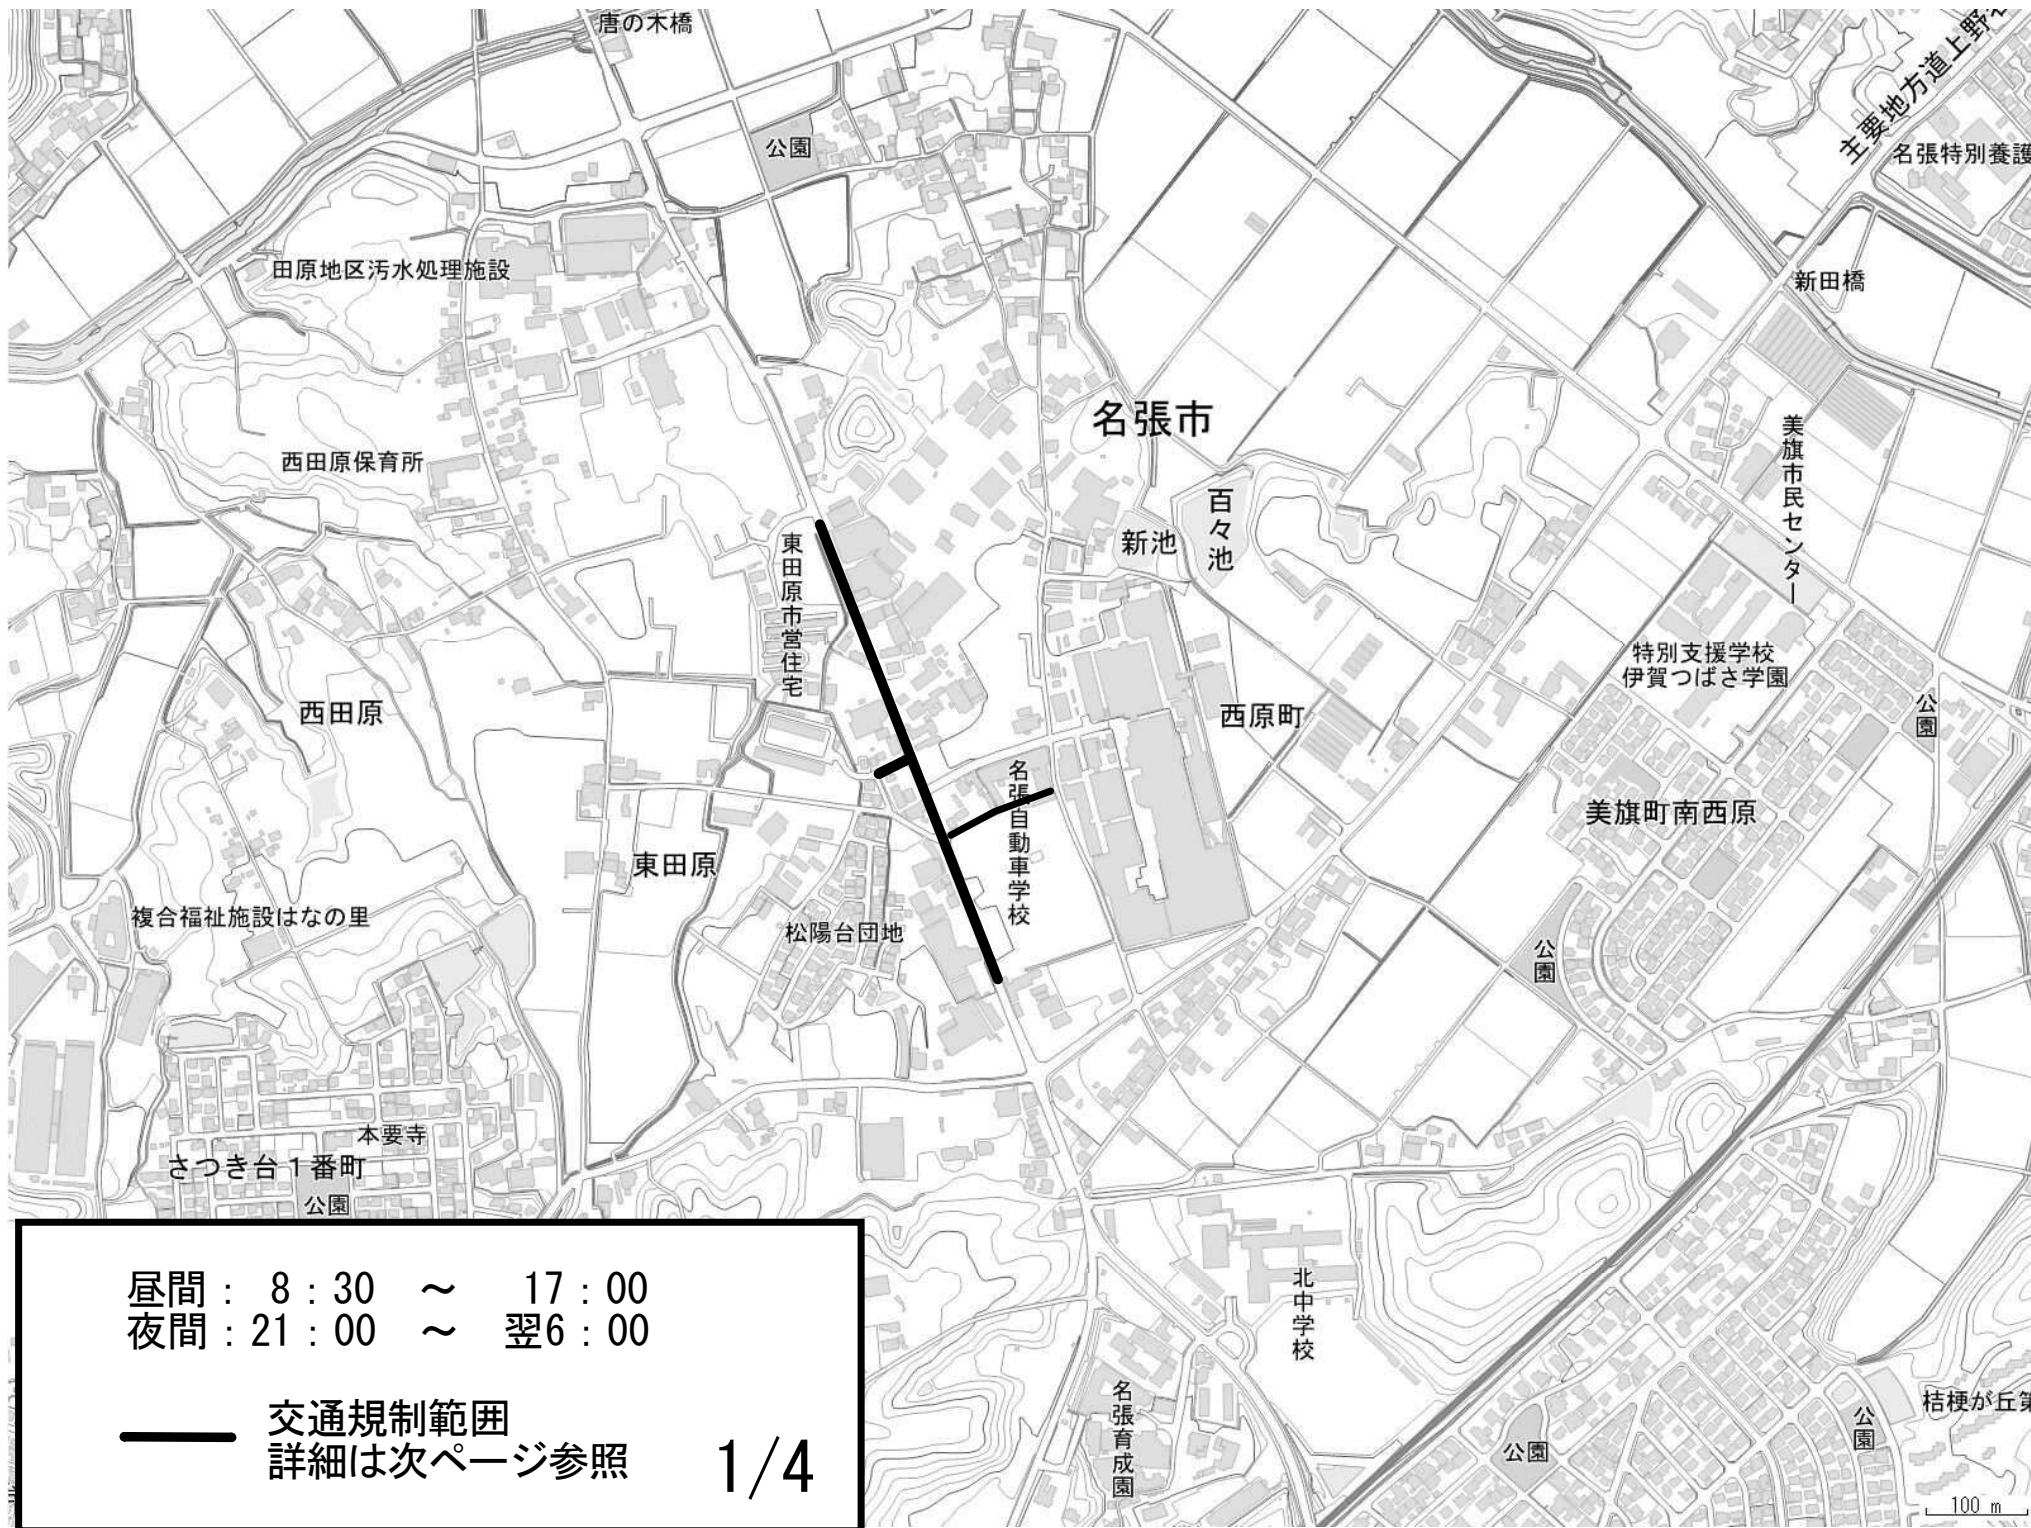 唐の木橋
主要地方道上野名
公園
名張特別養護
田原地区汚水処理施設
新田橋
名張市
美旗市民センター
西田原保育所
百々池
新池
東田原市営住宅
特別支援学校
伊賀つばさ学園
西田原
西原町
公園
名張自動車学校
美旗町南西原
東田原
複合福祉施設はなの里
松陽台団地
公園
本要寺
さつき台1番町
公園
北中学校
名張育成園
桔梗が丘第
公園
公園
昼間: 8:30 ～ 17:00
夜間:21:00 ～ 翌6:00
交通規制範囲
詳細は次ページ参照
1/4
100 m